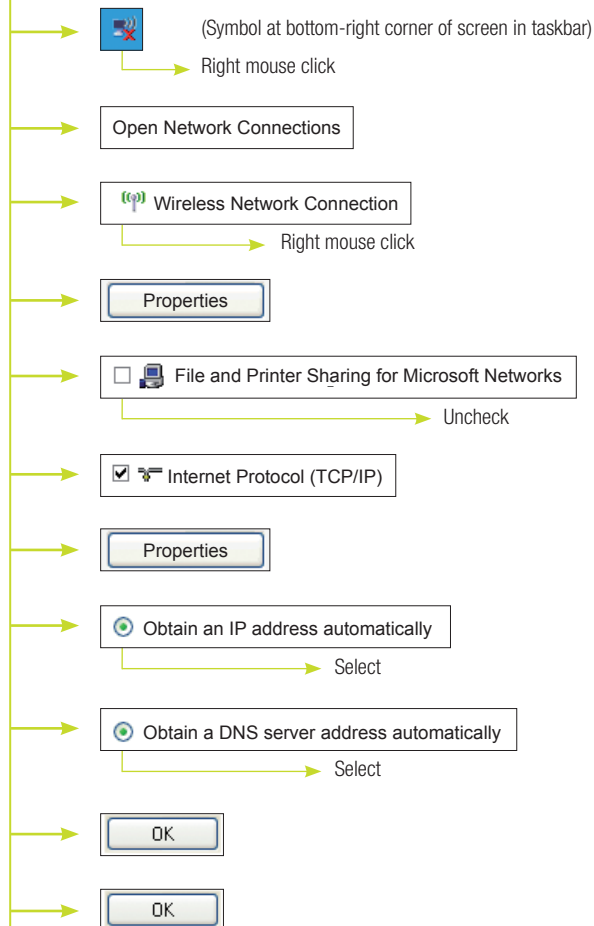 (Symbol at bottom-right corner of screen in taskbar)
Right mouse click
Open Network Connections
Wireless Network Connection
Right mouse click
Properties
File and Printer Sharing for Microsoft Networks
Uncheck
Internet Protocol (TCP/IP)
Properties
Obtain an IP address automatically
Select
Obtain a DNS server address automatically
Select
OK
OK